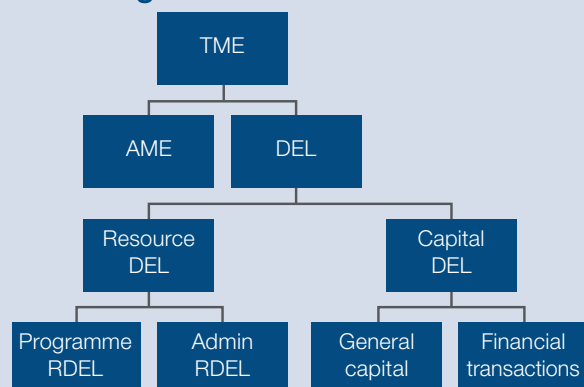 TME
AME
DEL
Resource
DEL
Capital
DEL
Programme
RDEL
Admin
RDEL
General
capital
Financial
transactions